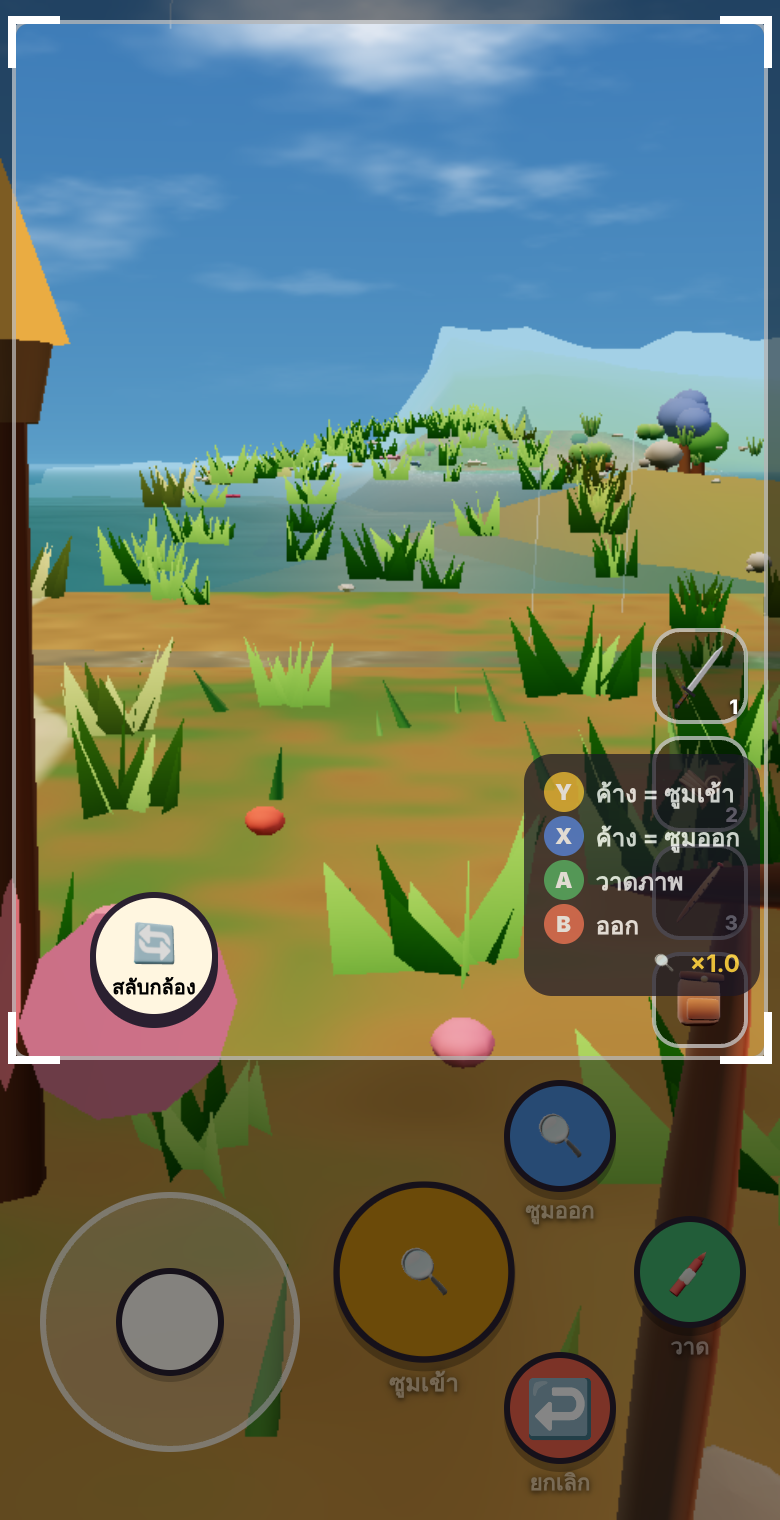 1
2
Y ค้าง = ซูมเข้า
X ค้าง = ซูมออก
A วาดภาพ
3
B ออก
×1.0
สลับกล้อง
ซูมออก
ซูมเข้า
วาด
ยกเลิก